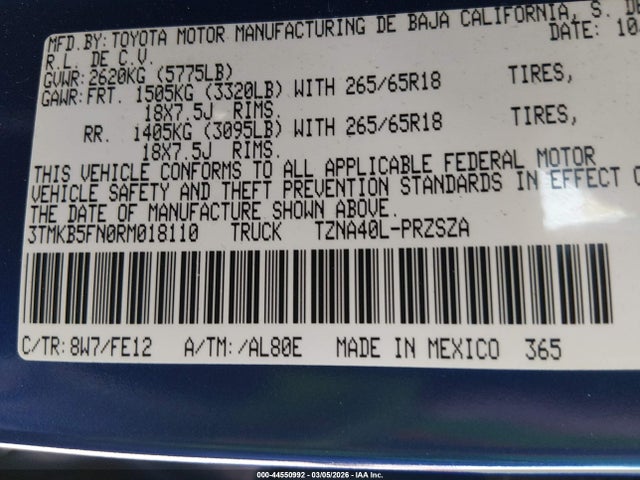 MFD.BY:TOYOTA MOTOR MANUFACTURING DE BAJA CALIFORNIA, S. DE
R.L. DE C.V. DATE: 10
GVWR:2620KG (5775LB)
GAWR:FRT. 1505KG (3320LB) WITH 265/65R18 TIRES,
18X7.5J RIMS.
RR. 1405KG (3095LB) WITH 265/65R18 TIRES,
18X7.5J RIMS.
THIS VEHICLE CONFORMS TO ALL APPLICABLE FEDERAL MOTOR
VEHICLE SAFETY AND THEFT PREVENTION STANDARDS IN EFFECT
THE DATE OF MANUFACTURE SHOWN ABOVE.
3TMKB5FN0RM018110 TRUCK TZNA40L-PRZSZA
C/TR:8W7/FE12 A/TM:/AL80E MADE IN MEXICO 365
000-44550992 - 03/05/2026 - IAA Inc.